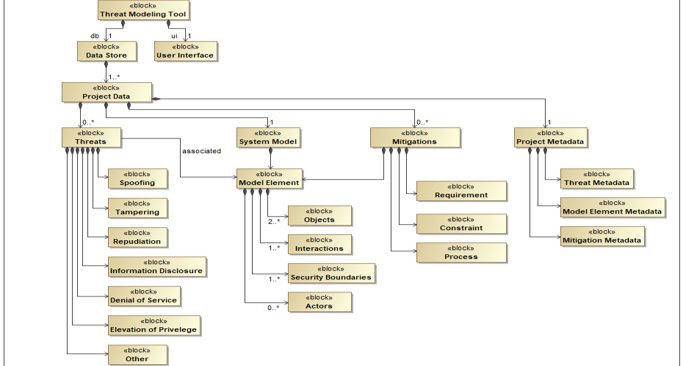 «block»
Threat Modeling Tool
db
1
ui
1
«block»
Data Store
«block»
User Interface
1..*
«block»
Project Data
0..*
1
0..*
1
«block»
Threats
«block»
System Model
«block»
Mitigations
«block»
Project Metadata
associated
«block»
Spoofing
«block»
Model Element
«block»
Requirement
«block»
Threat Metadata
«block»
Tampering
«block»
Objects
2..*
«block»
Constraint
«block»
Model Element Metadata
«block»
Repudiation
«block»
Interactions
1..*
«block»
Process
«block»
Mitigation Metadata
«block»
Information Disclosure
«block»
Security Boundaries
1..*
«block»
Denial of Service
«block»
Actors
0..*
«block»
Elevation of Privelege
«block»
Other